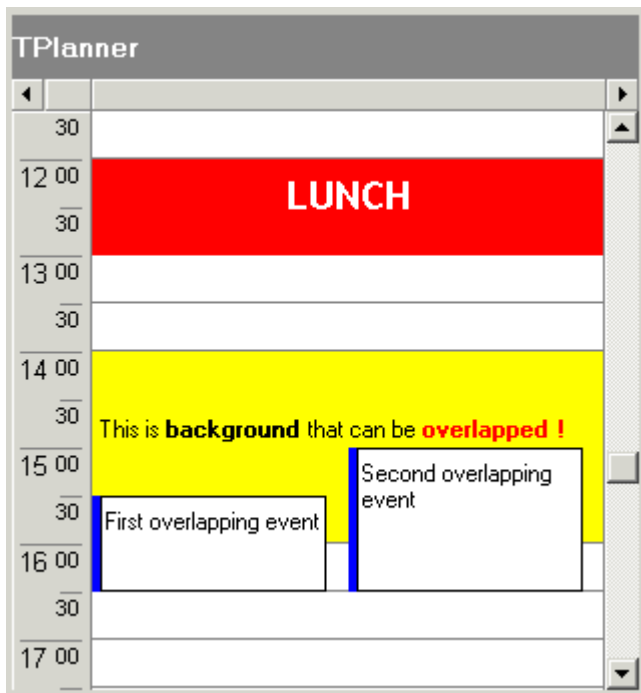 TPlanner
30
12 00
LUNCH
30
13 00
30
14 00
30
This is background that can be overlapped !
15 00
Second overlapping
event
30
First overlapping event
16 00
30
17 00